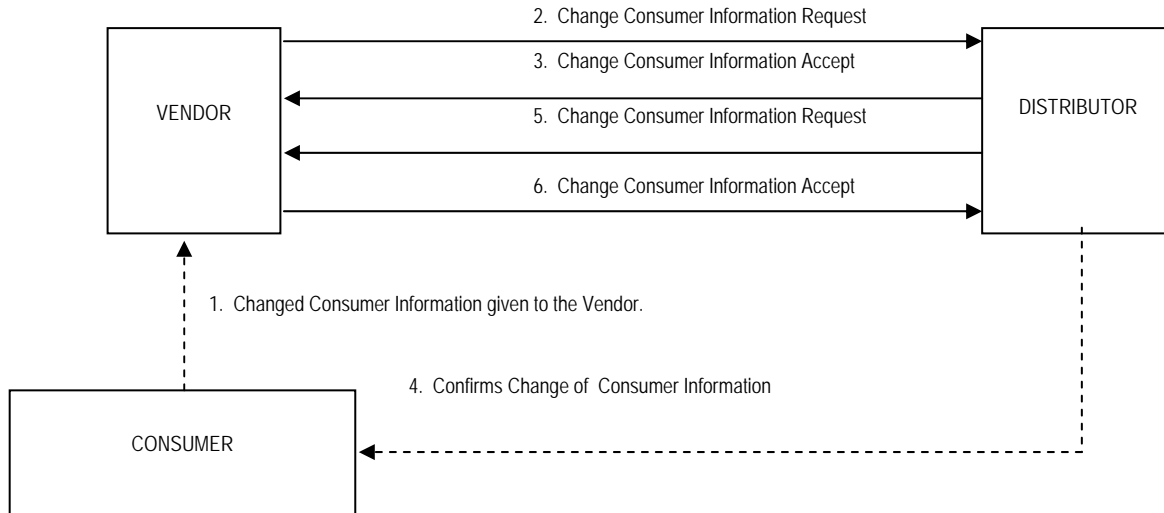 2. Change Consumer Information Request
3. Change Consumer Information Accept
VENDOR
5. Change Consumer Information Request
DISTRIBUTOR
6. Change Consumer Information Accept
1. Changed Consumer Information given to the Vendor.
4. Confirms Change of Consumer Information
CONSUMER